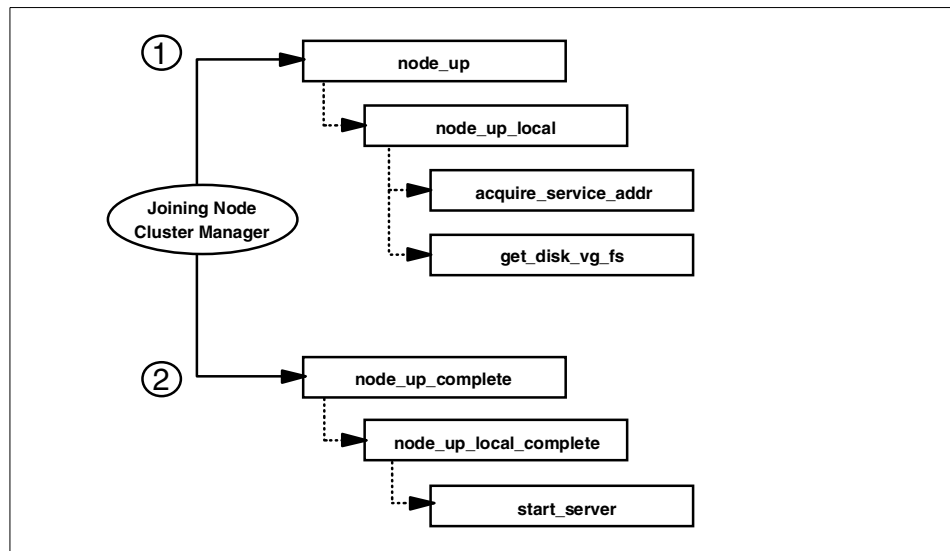 1
node_up
node_up_local
acquire_service_addr
get_disk_vg_fs
Joining Node
Cluster Manager
2
node_up_complete
node_up_local_complete
start_server